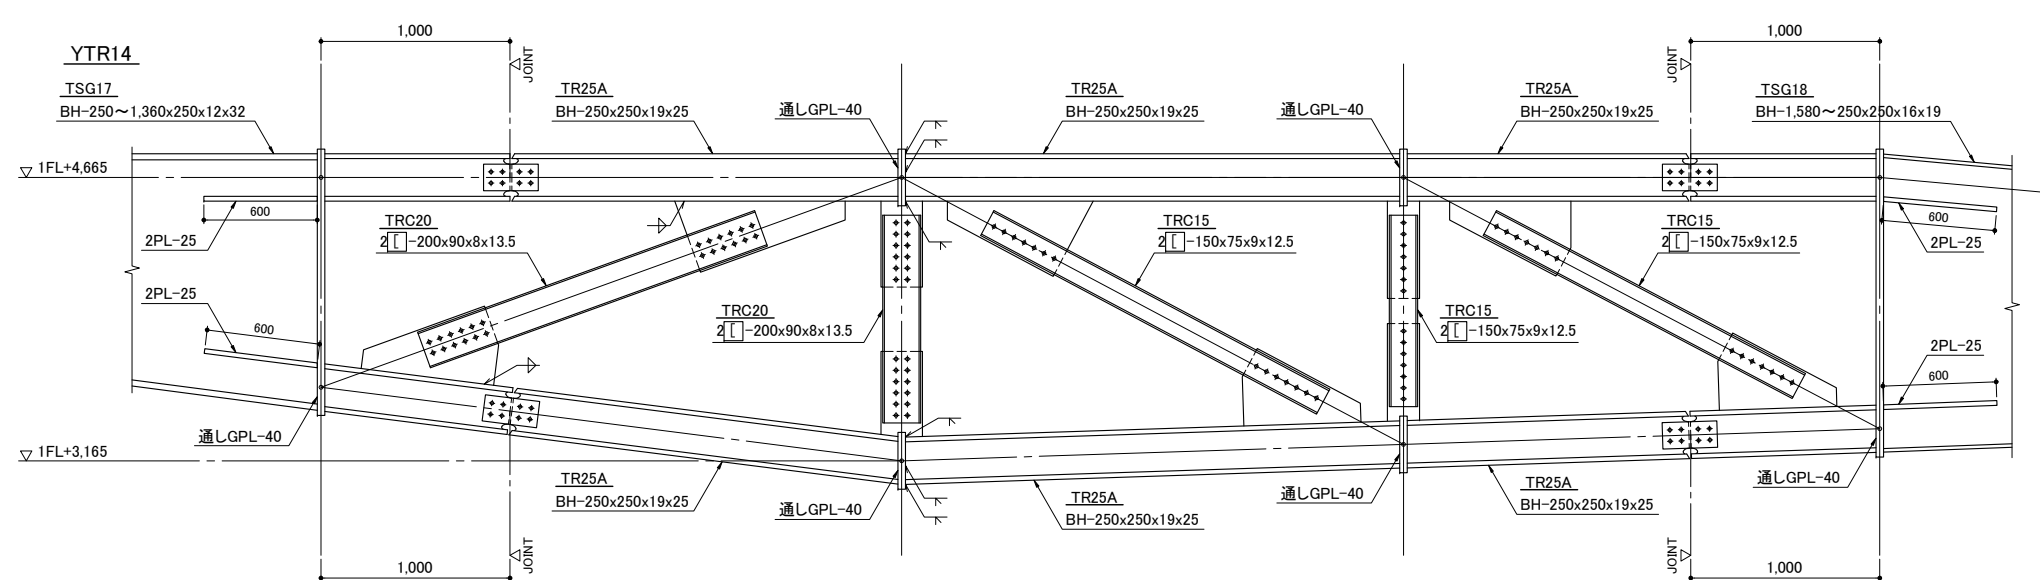 1,000
1,000
YTR14
JOINT
JOINT
TSG17
BH-250～1,360x250x12x32
TR25A
BH-250x250x19x25
通しGPL-40
TR25A
BH-250x250x19x25
通しGPL-40
TR25A
BH-250x250x19x25
TSG18
BH-1,580～250x250x16x19
▽ 1FL+4,665
600
2PL-25
TRC20
2[-200x90x8x13.5
TRC15
2[-150x75x9x12.5
TRC15
2[-150x75x9x12.5
600
2PL-25
2PL-25
600
TRC20
2[-200x90x8x13.5
TRC15
2[-150x75x9x12.5
2PL-25
600
通しGPL-40
▽ 1FL+3,165
TR25A
BH-250x250x19x25
通しGPL-40
TR25A
BH-250x250x19x25
通しGPL-40
TR25A
BH-250x250x19x25
通しGPL-40
JOINT
JOINT
1,000
1,000